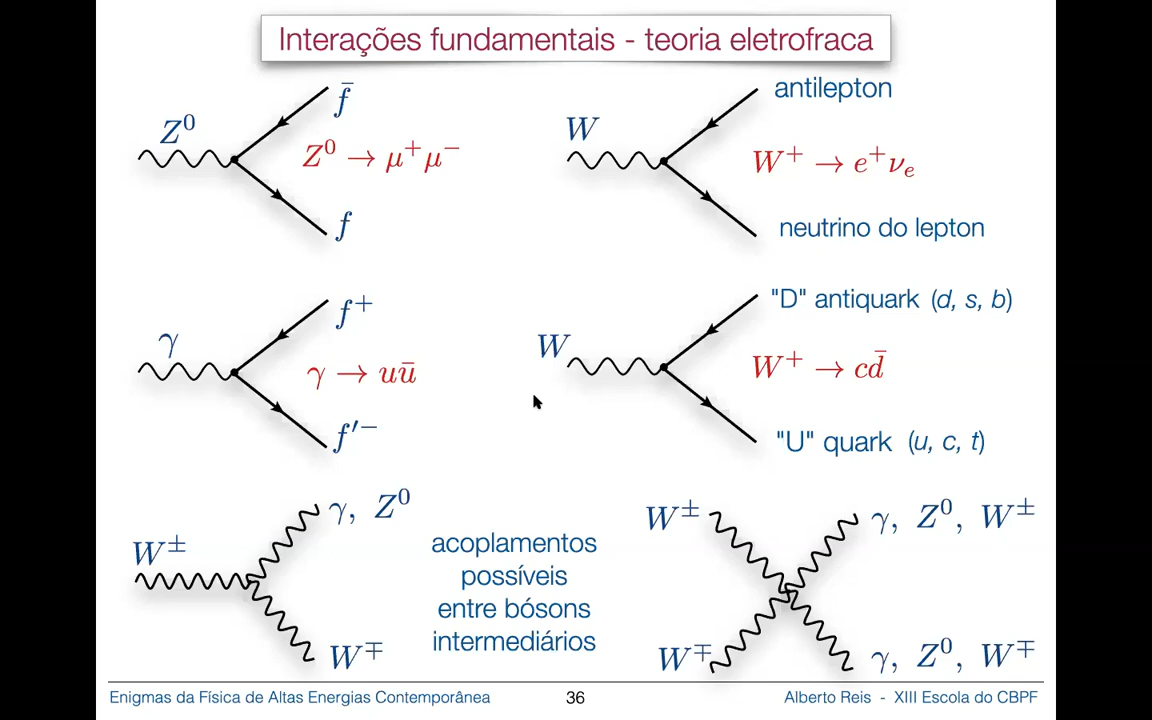 Interações fundamentais - teoria eletrofraca
Z⁰
f̄
Z⁰ → μ⁺μ⁻
f
W
antilepton
W⁺ → e⁺νₑ
neutrino do lepton
γ
f⁺
γ → uū
f′⁻
W
"D" antiquark (d, s, b)
W⁺ → cd̄
"U" quark (u, c, t)
W±
γ, Z⁰
W∓
acoplamentos
possíveis
entre bósons
intermediários
W±
γ, Z⁰, W±
W∓
γ, Z⁰, W∓
Enigmas da Física de Altas Energias Contemporânea
36
Alberto Reis - XIII Escola do CBPF